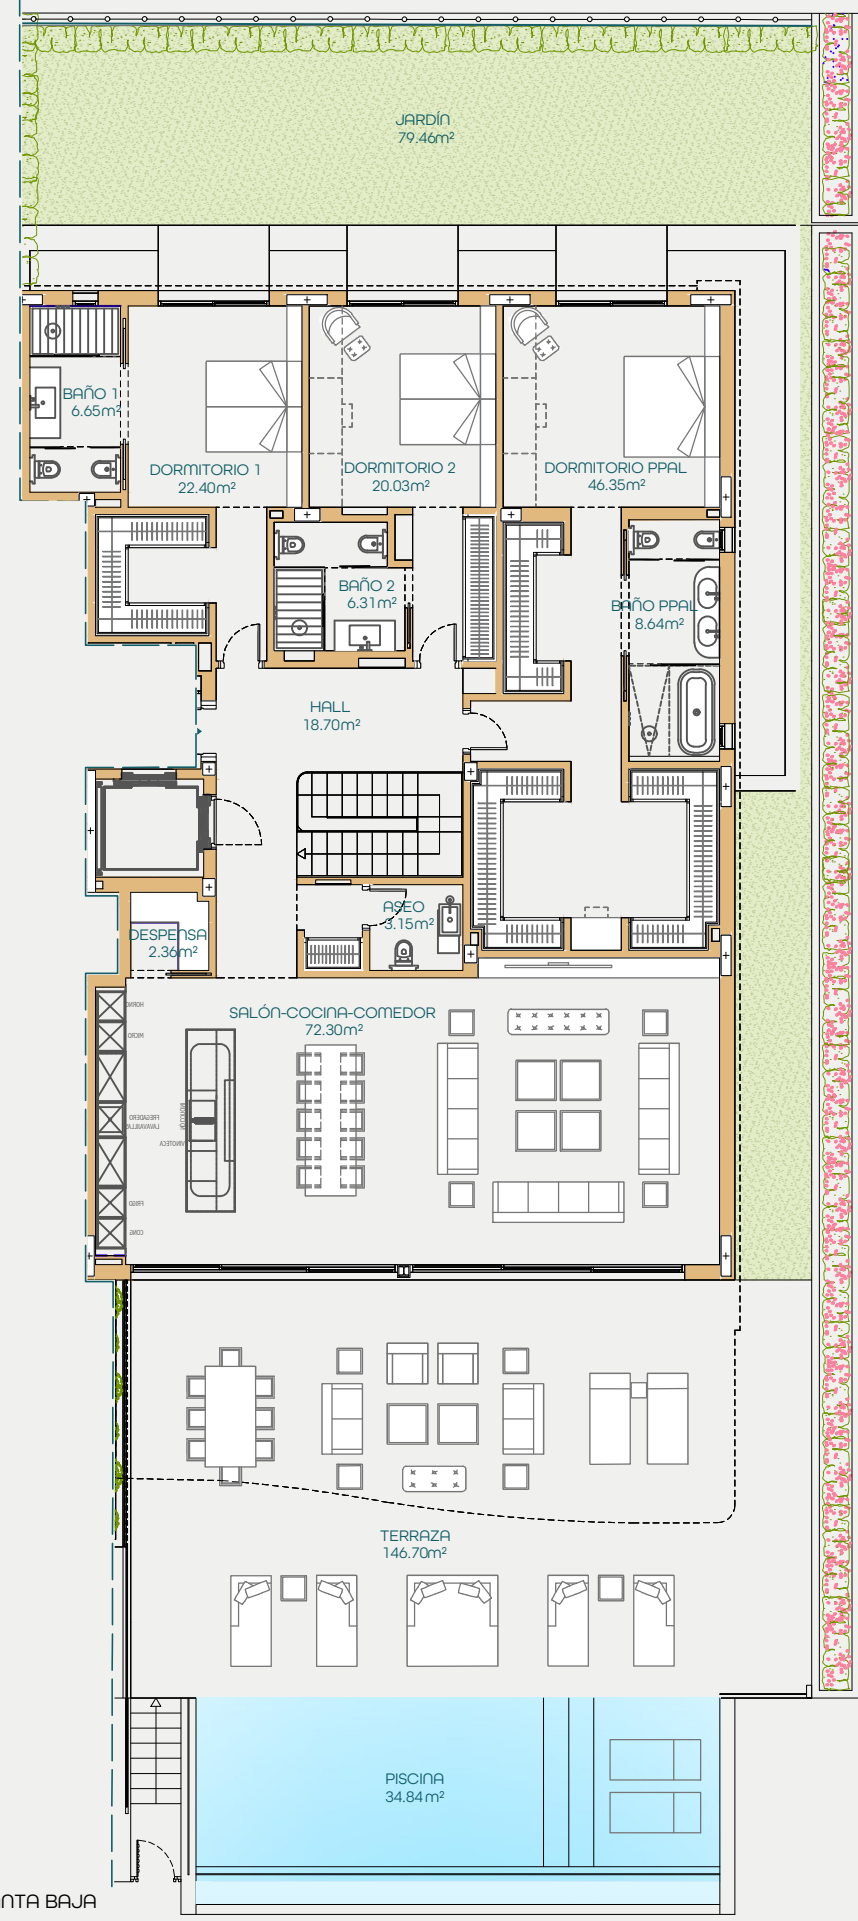 JARDÍN
79.46m²
BAÑO 1
6.65m²
DORMITORIO 1
22.40m²
DORMITORIO 2
20.03m²
DORMITORIO PPAL
46.35m²
BAÑO 2
6.31m²
BAÑO PPAL
8.64m²
HALL
18.70m²
ASEO
3.15m²
DESPENSA
2.36m²
SALÓN-COCINA-COMEDOR
72.30m²
HORNO
MICRO
FREGADERO
LAVAVAJILLAS
VINOTECA
FRIGO
CONG
TERRAZA
146.70m²
PISCINA
34.84m²
NTA BAJA